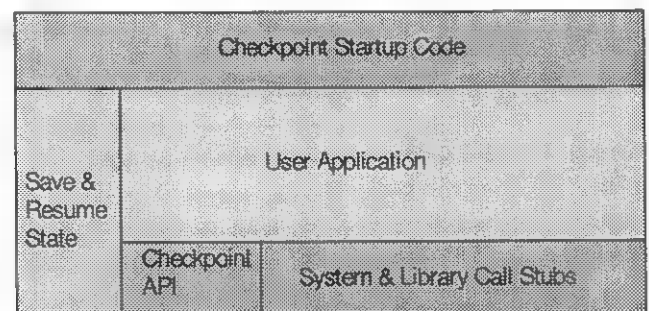 Checkpoint Startup Code
User Application
Save &
Resume
State
Checkpoint
API
System & Library Call Stubs